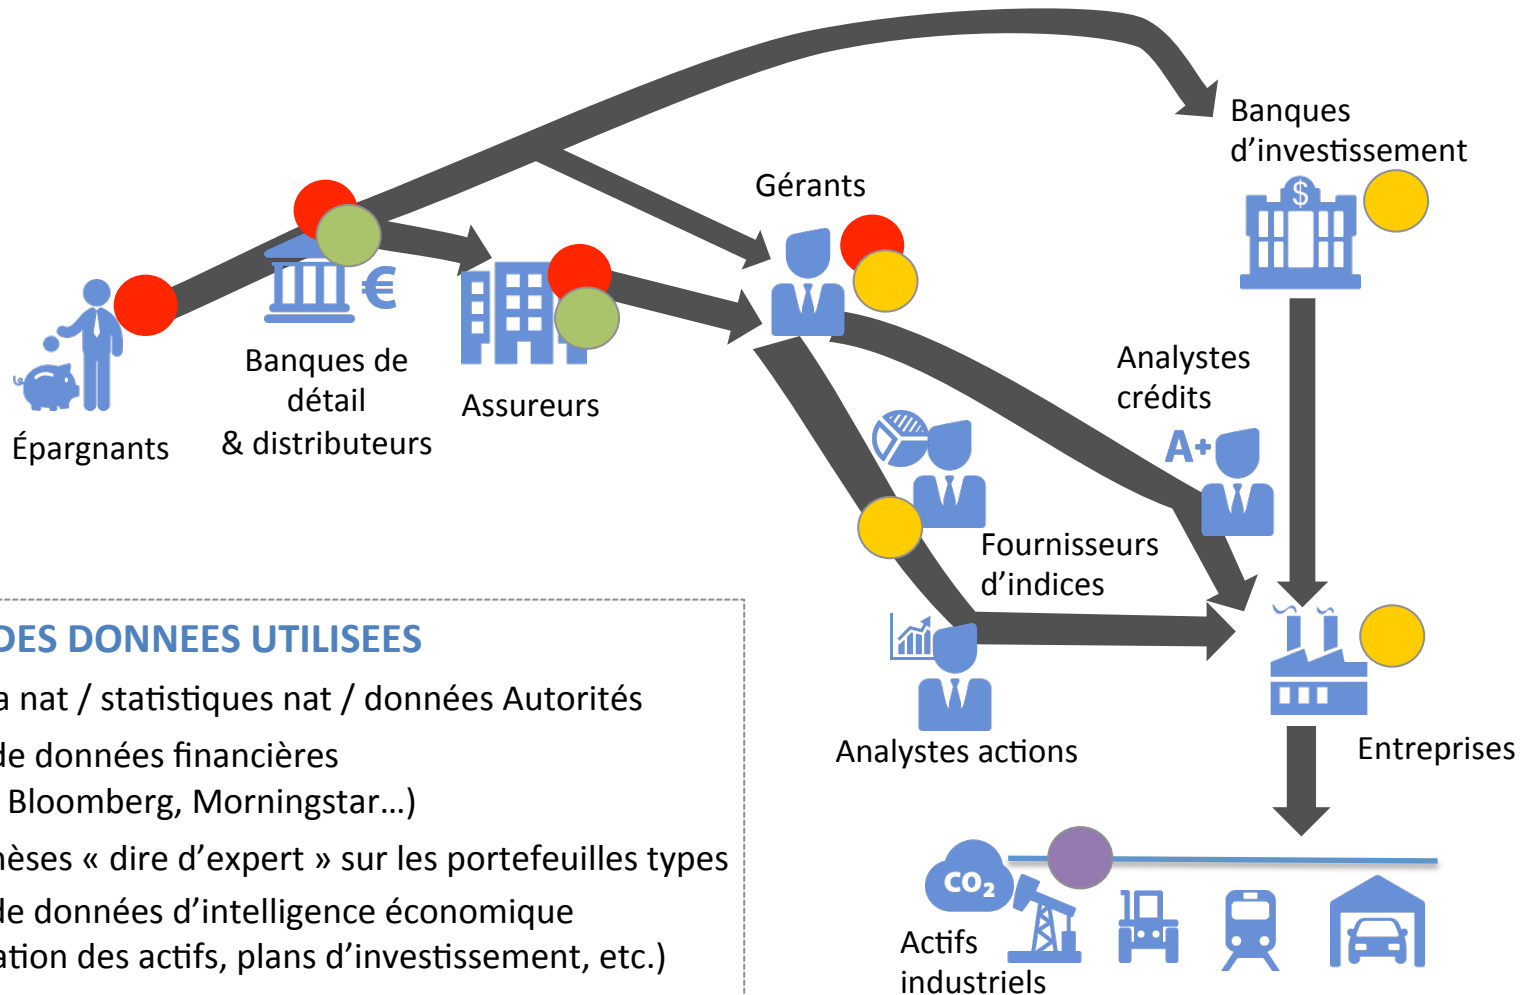 Banques
d’investissement
$
Gérants
€
Banques de
détail
& distributeurs
Assureurs
Épargnants
Analystes
crédits
A+
Fournisseurs
d’indices
Analystes actions
Entreprises
DES DONNEES UTILISEES
nat / statistiques nat / données Autorités
de données financières
Bloomberg, Morningstar…)
« dire d’expert » sur les portefeuilles types
de données d’intelligence économique
des actifs, plans d’investissement, etc.)
CO₂
Actifs
industriels